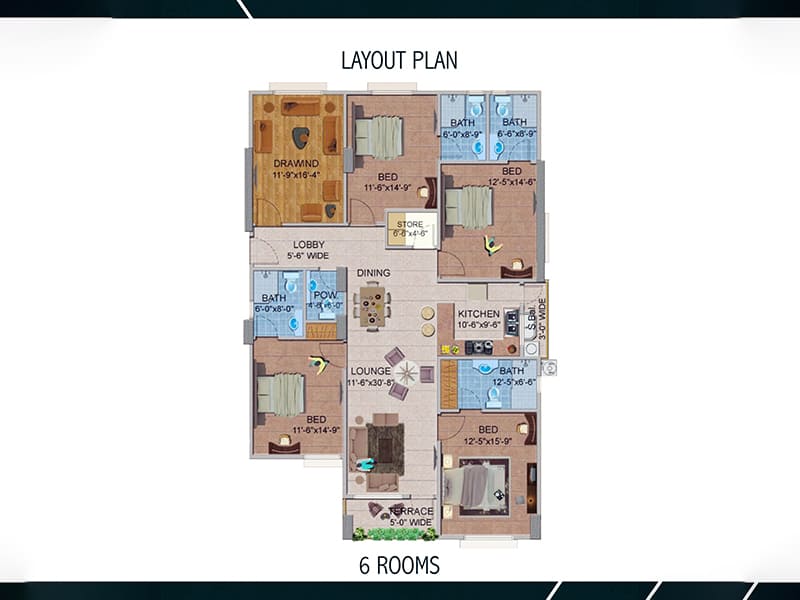 LAYOUT PLAN
DRAWIND
11'-9"x16'-4"
BED
11'-6"x14'-9"
BATH
6'-0"x8'-9"
BATH
6'-6"x8'-9"
BED
12'-5"x14'-6"
STORE
6'-6"x4'-6"
LOBBY
5'-6" WIDE
DINING
BATH
6'-0"x8'-0"
POW.
4'-6"x6'-0"
KITCHEN
10'-6"x9'-6"
S.Bal.
3'-0" WIDE
LOUNGE
11'-6"x30'-8"
BATH
12'-5"x6'-6"
BED
11'-6"x14'-9"
BED
12'-5"x15'-9"
TERRACE
5'-0" WIDE
6 ROOMS